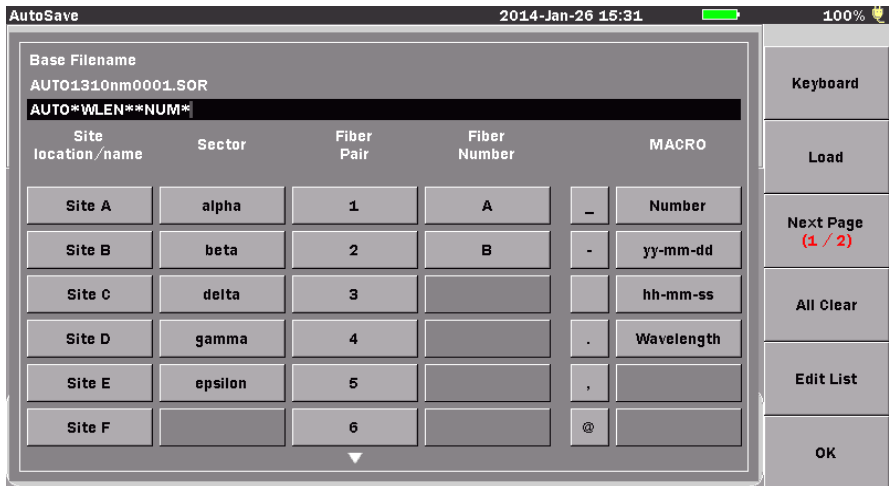 AutoSave 2014-Jan-26 15:31 100%
Base Filename
AUTO1310nm0001.SOR
AUTO*WLEN**NUM*
Site location/name
Sector
Fiber Pair
Fiber Number
MACRO
Site A alpha 1 A _ Number
Site B beta 2 B - yy-mm-dd
Site C delta 3 hh-mm-ss
Site D gamma 4 . Wavelength
Site E epsilon 5 ,
Site F 6 @
Keyboard
Load
Next Page
(1 / 2)
All Clear
Edit List
OK